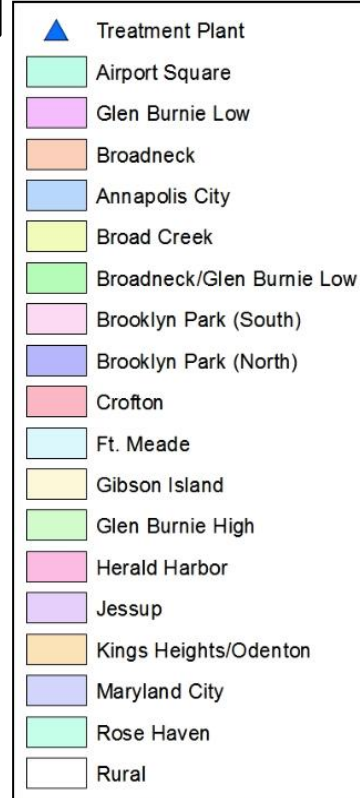 Treatment Plant
Airport Square
Glen Burnie Low
Broadneck
Annapolis City
Broad Creek
Broadneck/Glen Burnie Low
Brooklyn Park (South)
Brooklyn Park (North)
Crofton
Ft. Meade
Gibson Island
Glen Burnie High
Herald Harbor
Jessup
Kings Heights/Odenton
Maryland City
Rose Haven
Rural